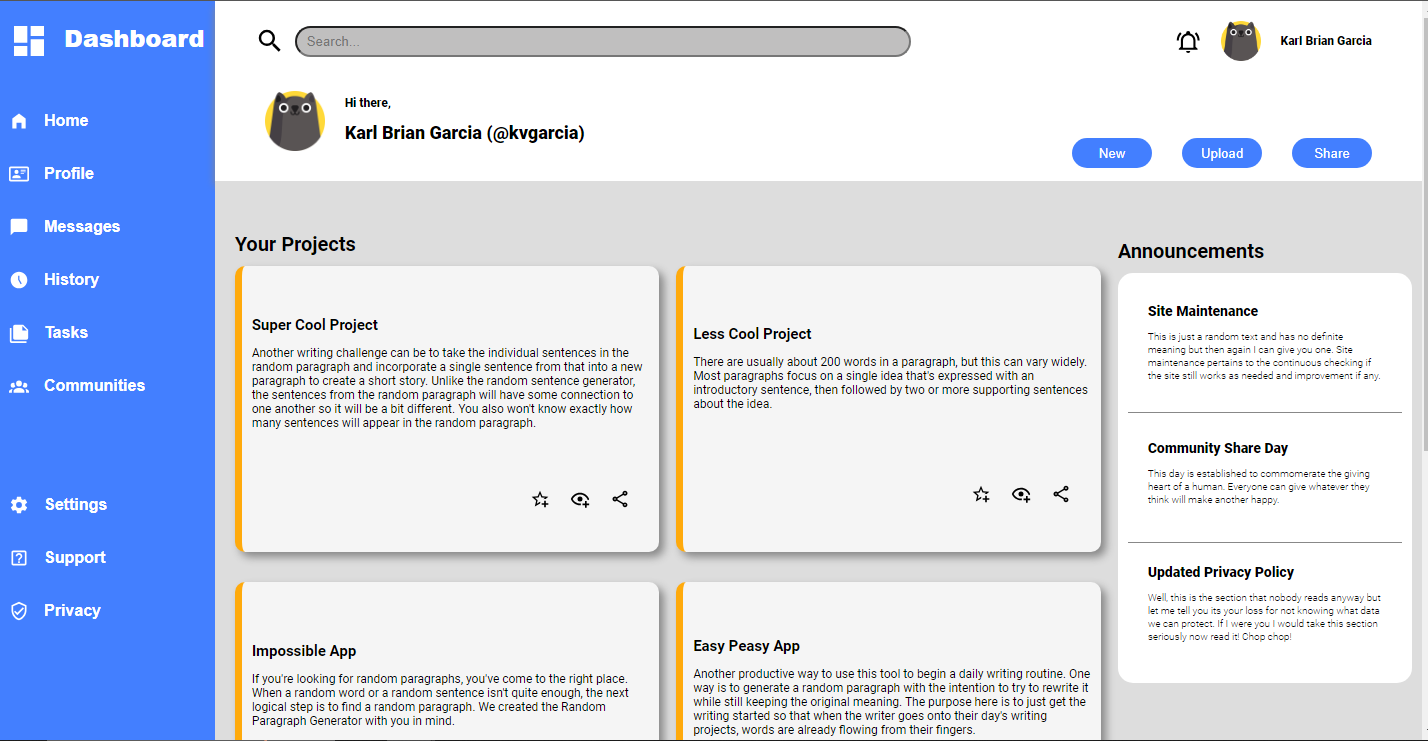 Dashboard
Home
Profile
Messages
History
Tasks
Communities
Settings
Support
Privacy
Search...
Karl Brian Garcia
Hi there,
Karl Brian Garcia (@kvgarcia)
New
Upload
Share
Your Projects
Super Cool Project
Another writing challenge can be to take the individual sentences in the
random paragraph and incorporate a single sentence from that into a new
paragraph to create a short story. Unlike the random sentence generator,
the sentences from the random paragraph will have some connection to
one another so it will be a bit different. You also won't know exactly how
many sentences will appear in the random paragraph.
Less Cool Project
There are usually about 200 words in a paragraph, but this can vary widely.
Most paragraphs focus on a single idea that's expressed with an
introductory sentence, then followed by two or more supporting sentences
about the idea.
Impossible App
If you're looking for random paragraphs, you've come to the right place.
When a random word or a random sentence isn't quite enough, the next
logical step is to find a random paragraph. We created the Random
Paragraph Generator with you in mind.
Easy Peasy App
Another productive way to use this tool to begin a daily writing routine. One
way is to generate a random paragraph with the intention to try to rewrite it
while still keeping the original meaning. The purpose here is to just get the
writing started so that when the writer goes onto their day's writing
projects, words are already flowing from their fingers.
Announcements
Site Maintenance
This is just a random text and has no definite
meaning but then again I can give you one. Site
maintenance pertains to the continuous checking if
the site still works as needed and improvement if any.
Community Share Day
This day is established to commomerate the giving
heart of a human. Everyone can give whatever they
think will make another happy.
Updated Privacy Policy
Well, this is the section that nobody reads anyway but
let me tell you its your loss for not knowing what data
we can protect. If I were you I would take this section
seriously now read it! Chop chop!